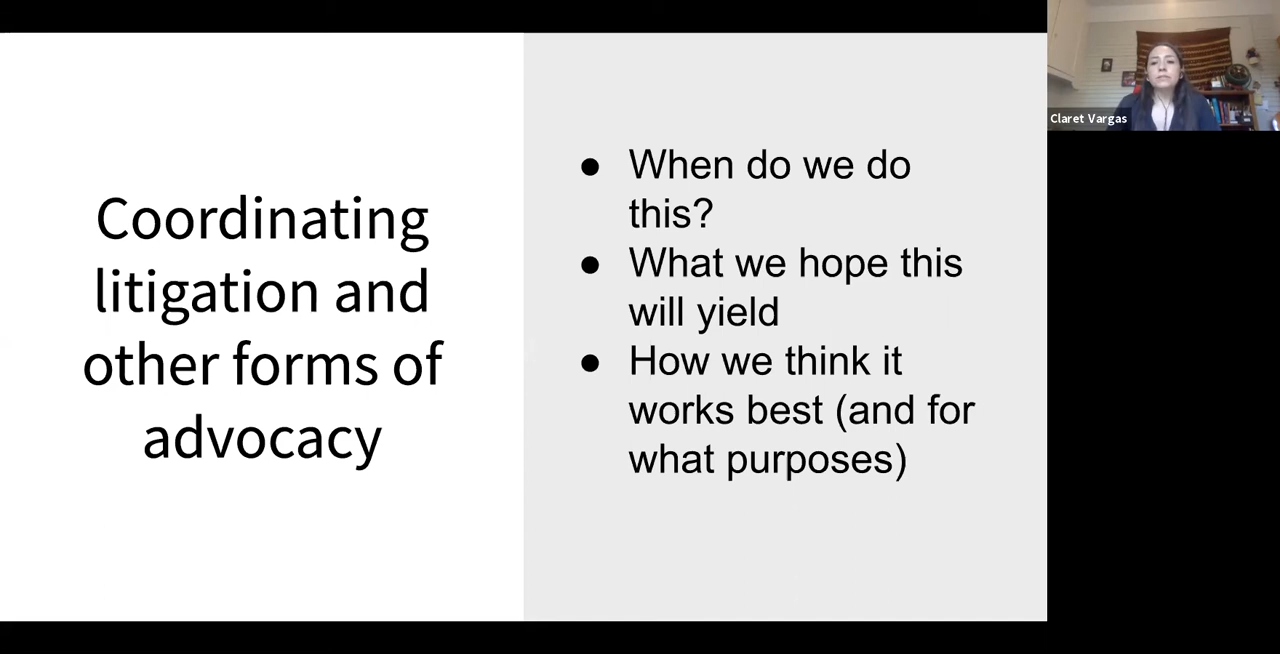 Coordinating
litigation and
other forms of
advocacy
● When do we do
this?
● What we hope this
will yield
● How we think it
works best (and for
what purposes)
Claret Vargas